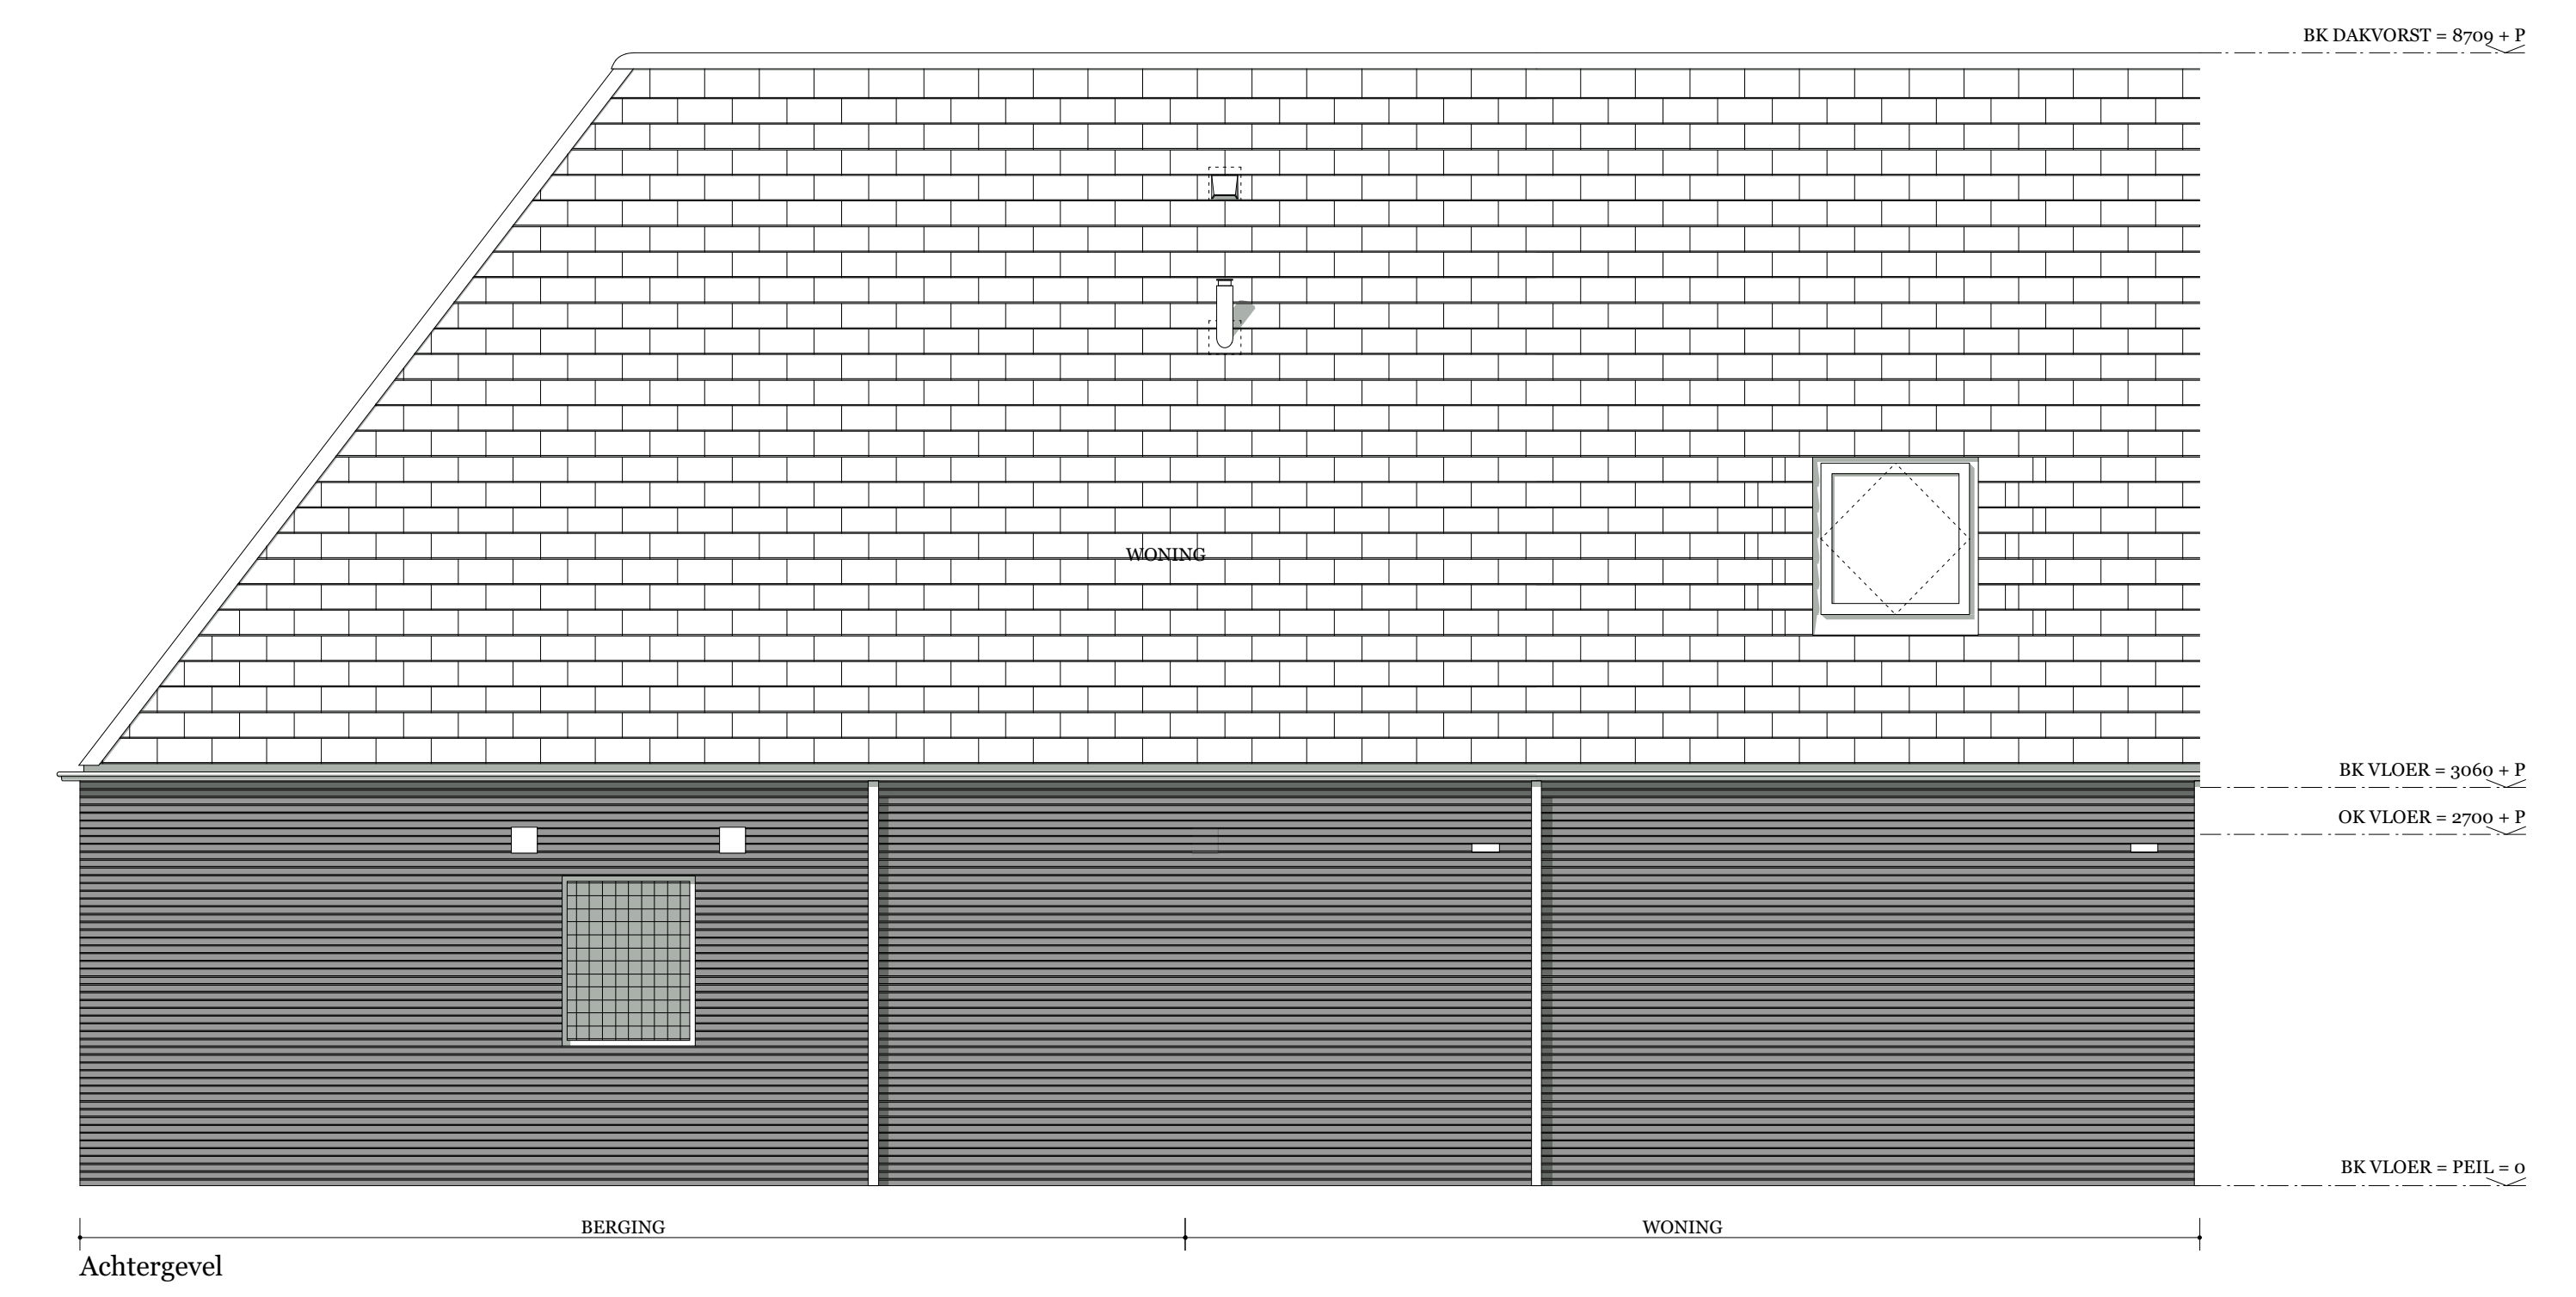 BK DAKVORST = 8709 + P
WONING
BK VLOER = 3060 + P
OK VLOER = 2700 + P
BK VLOER = PEIL = 0
BERGING
WONING
Achtergevel